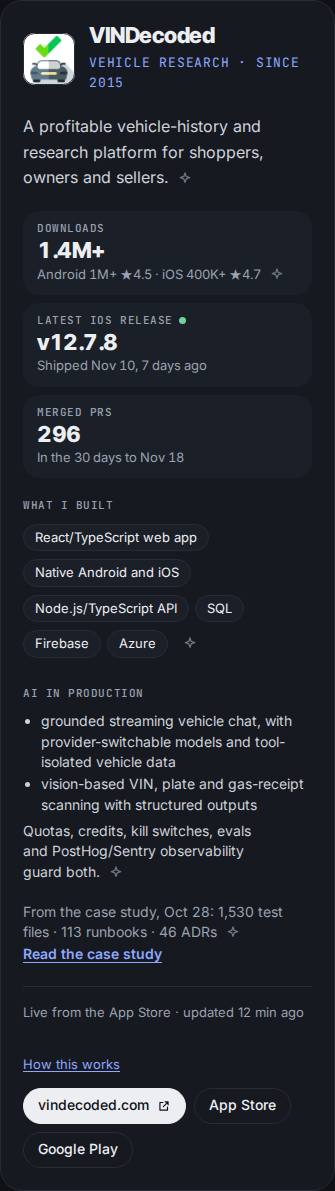 VINDecoded
VEHICLE RESEARCH · SINCE
2015
A profitable vehicle-history and
research platform for shoppers,
owners and sellers.
DOWNLOADS
1.4M+
Android 1M+ ★4.5 · iOS 400K+ ★4.7
LATEST IOS RELEASE
v12.7.8
Shipped Nov 10, 7 days ago
MERGED PRS
296
In the 30 days to Nov 18
WHAT I BUILT
React/TypeScript web app
Native Android and iOS
Node.js/TypeScript API SQL
Firebase Azure
AI IN PRODUCTION
• grounded streaming vehicle chat, with
provider-switchable models and tool-
isolated vehicle data
• vision-based VIN, plate and gas-receipt
scanning with structured outputs
Quotas, credits, kill switches, evals
and PostHog/Sentry observability
guard both.
From the case study, Oct 28: 1,530 test
files · 113 runbooks · 46 ADRs
Read the case study
Live from the App Store · updated 12 min ago
How this works
vindecoded.com App Store
Google Play